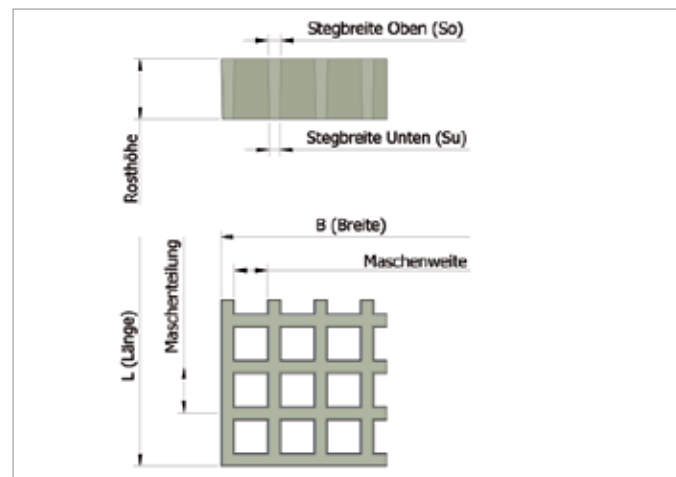 Stegbreite Oben (So)
Rosthöhe
Stegbreite Unten (Su)
B (Breite)
Maschenweite
Maschenteilung
L (Länge)